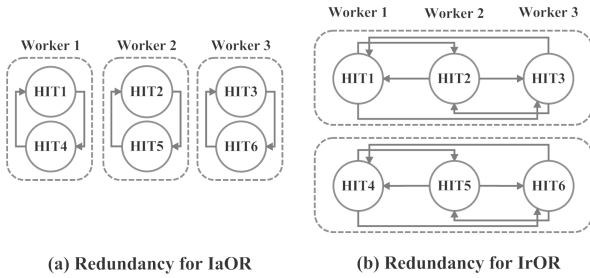 Worker 1 Worker 2 Worker 3
HIT1 HIT2 HIT3
HIT4 HIT5 HIT6
(a) Redundancy for IaOR
Worker 1 Worker 2 Worker 3
HIT1 HIT2 HIT3
HIT4 HIT5 HIT6
(b) Redundancy for IrOR